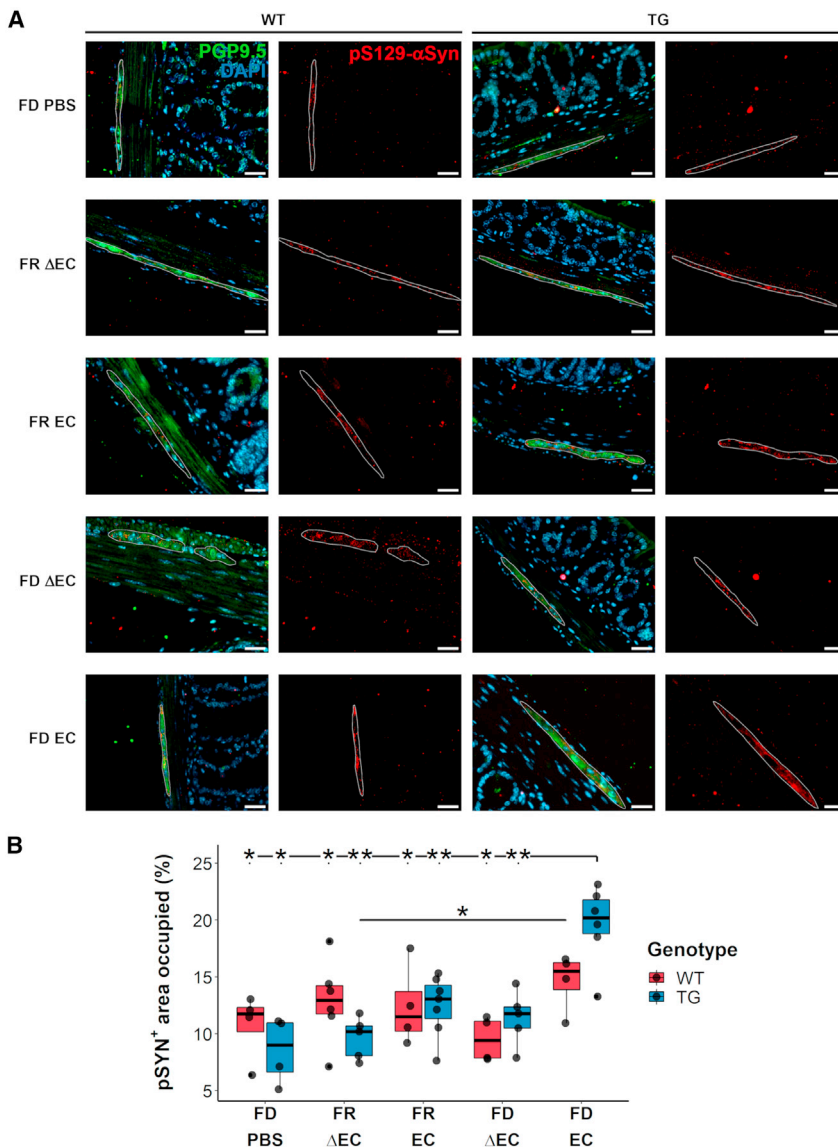 A
WT TG
PGP9.5
DAPI
pS129-αSyn
FD PBS
FR ΔEC
FR EC
FD ΔEC
FD EC
B
* * * ** * ** * **
*
pSYN+ area occupied (%)
25
20
15
10
5
Genotype
WT
TG
FD FR FR FD FD
PBS ΔEC EC ΔEC EC